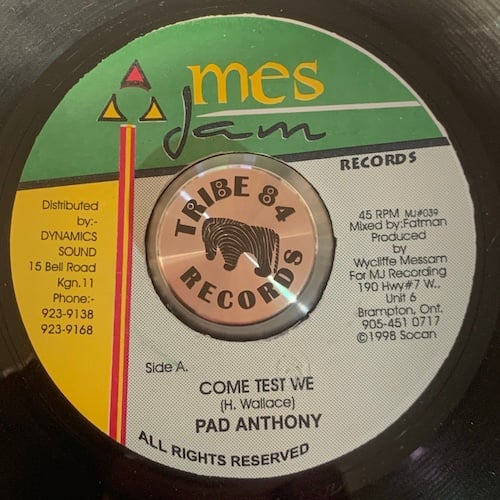 mes
Jam
RECORDS
Distributed
by:-
DYNAMICS
SOUND
15 Bell Road
Kgn.11
Phone:-
923-9138
923-9168
TRIBE 84
RECORDS
45 RPM MJ#039
Mixed by:Fatman
Produced
by
Wycliffe Messam
For MJ Recording
190 Hwy#7 W..
Unit 6
Brampton, Ont.
905-451 0717
©1998 Socan
Side A.
COME TEST WE
(H. Wallace)
PAD ANTHONY
ALL RIGHTS RESERVED